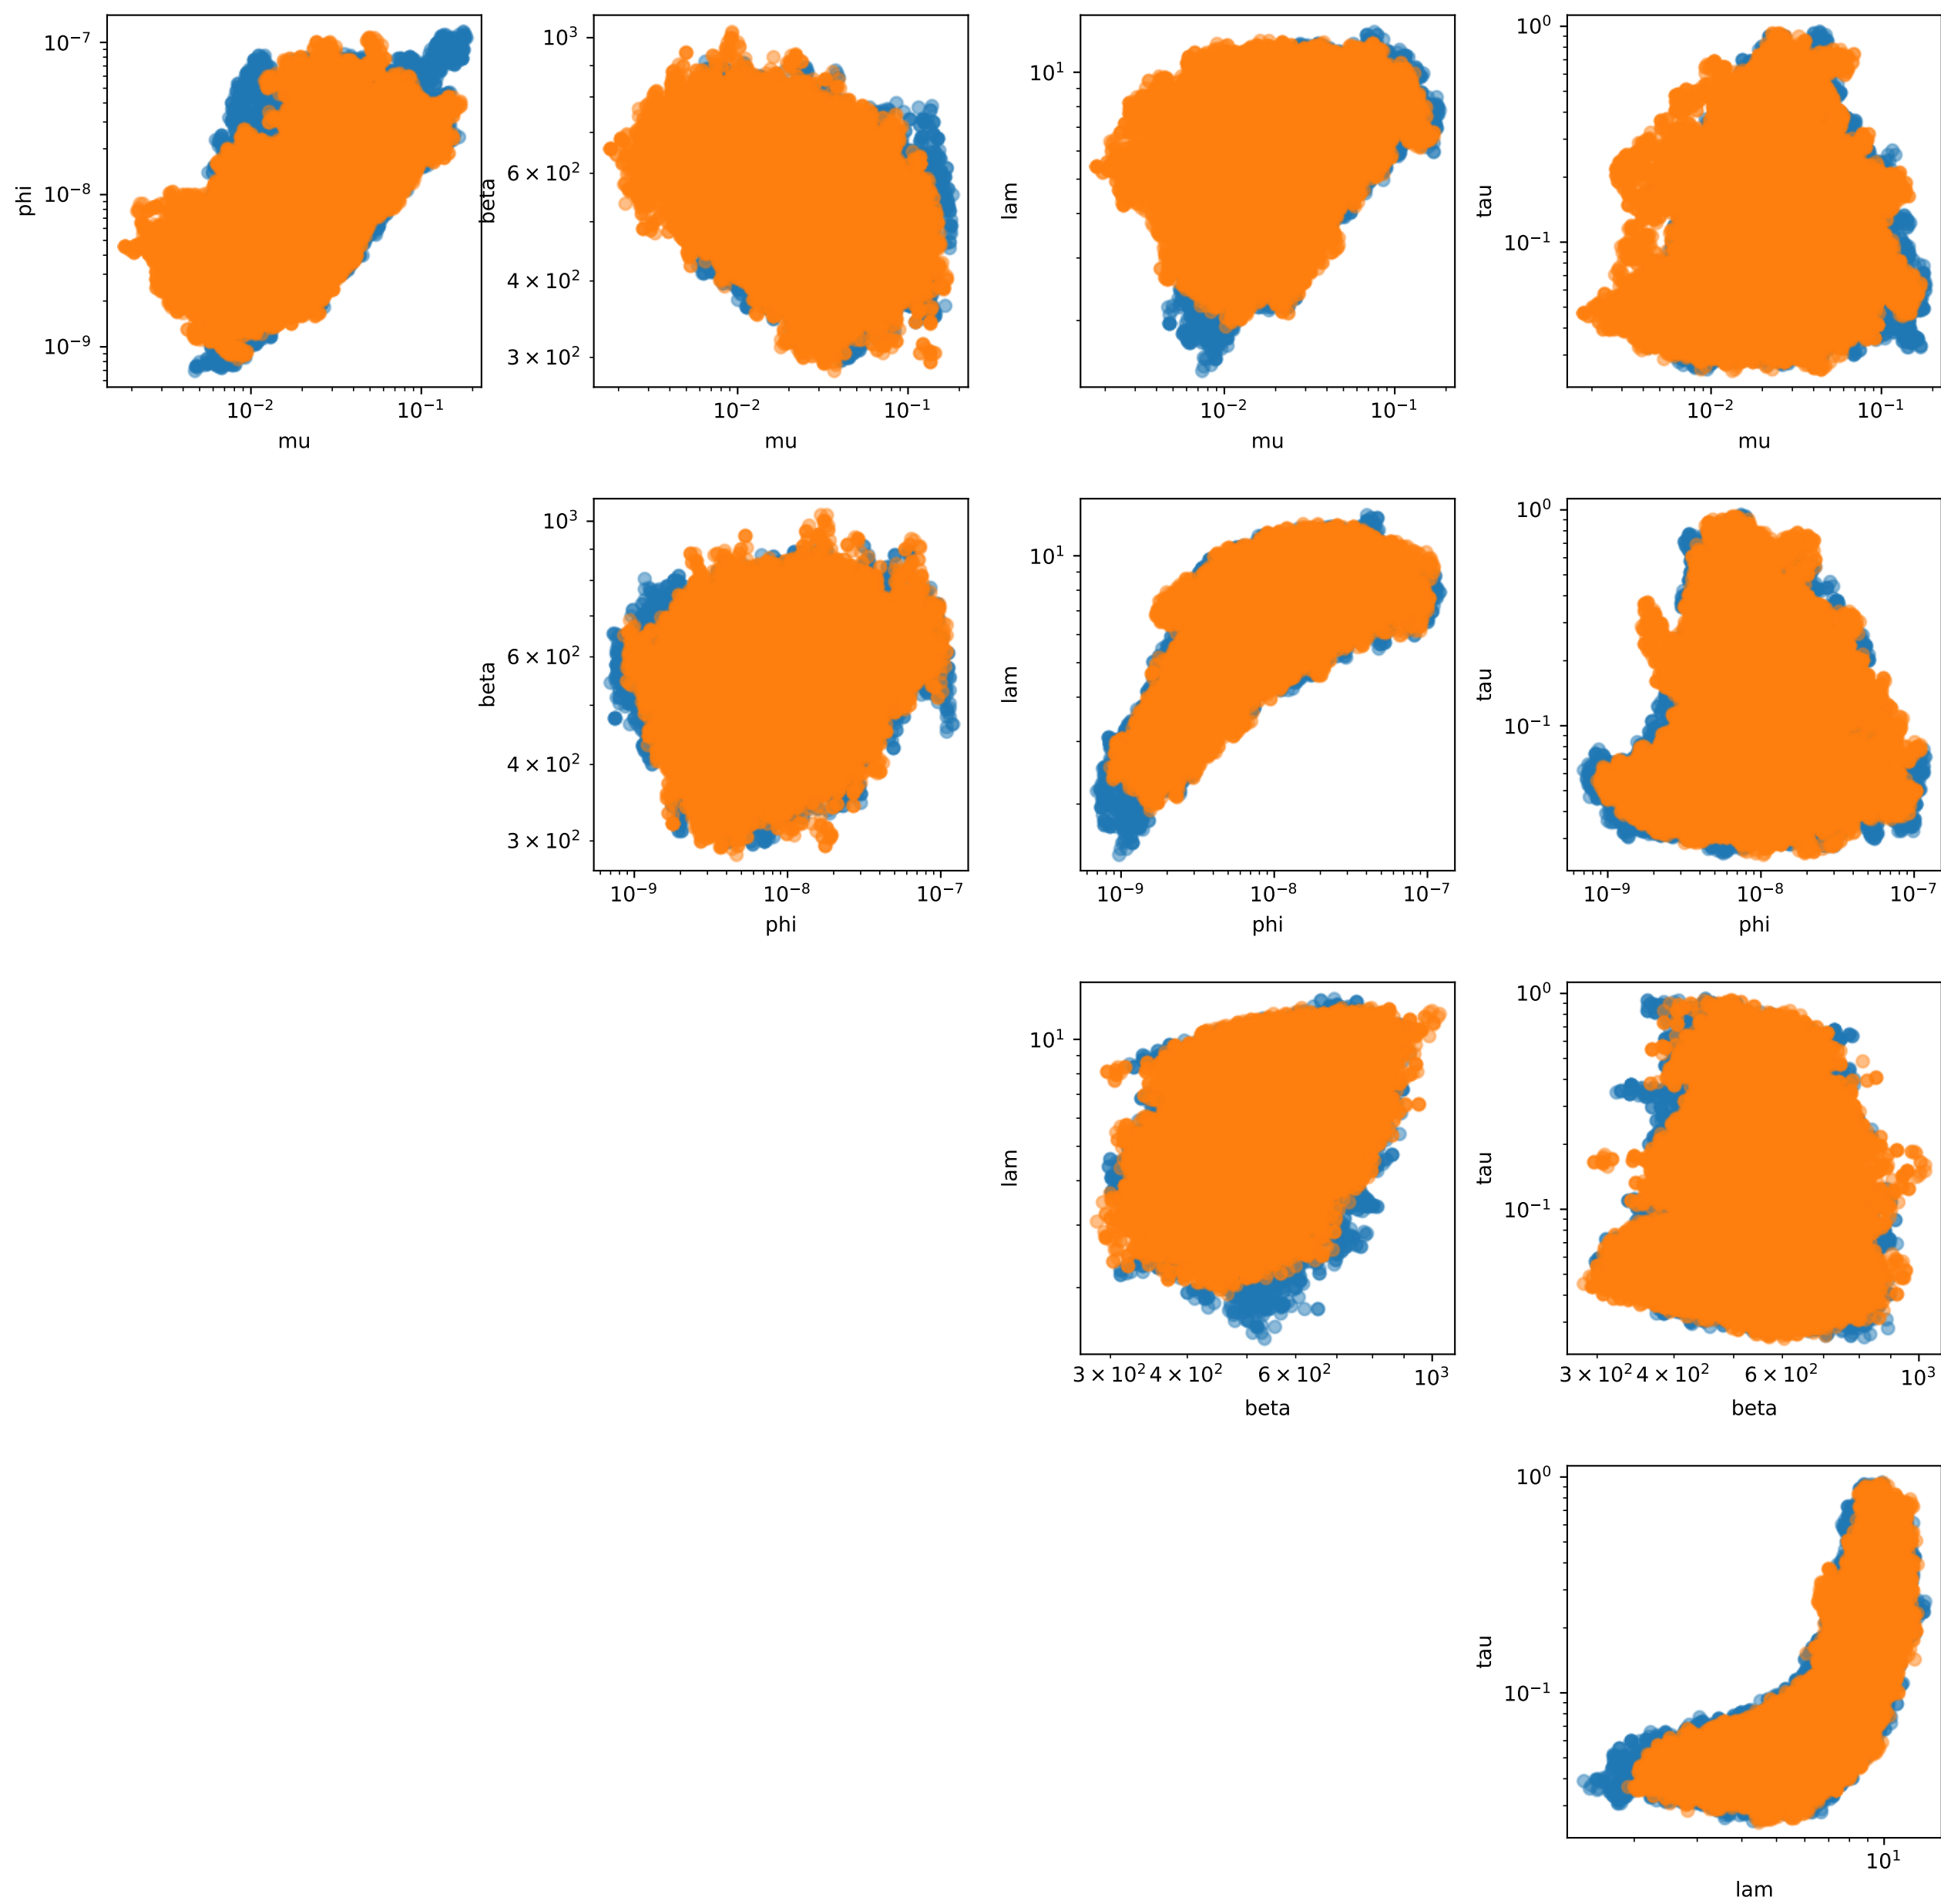 10⁻⁷
10⁻⁸
10⁻⁹
phi
10⁻² 10⁻¹
mu
10³
6 × 10²
4 × 10²
3 × 10²
beta
10⁻² 10⁻¹
mu
10¹
lam
10⁻² 10⁻¹
mu
10⁰
10⁻¹
tau
10⁻² 10⁻¹
mu
10³
6 × 10²
4 × 10²
3 × 10²
beta
10⁻⁹ 10⁻⁸ 10⁻⁷
phi
10¹
lam
10⁻⁹ 10⁻⁸ 10⁻⁷
phi
10⁰
10⁻¹
tau
10⁻⁹ 10⁻⁸ 10⁻⁷
phi
10¹
lam
3 × 10² 4 × 10² 6 × 10² 10³
beta
10⁰
10⁻¹
tau
3 × 10² 4 × 10² 6 × 10² 10³
beta
10⁰
10⁻¹
tau
10¹
lam